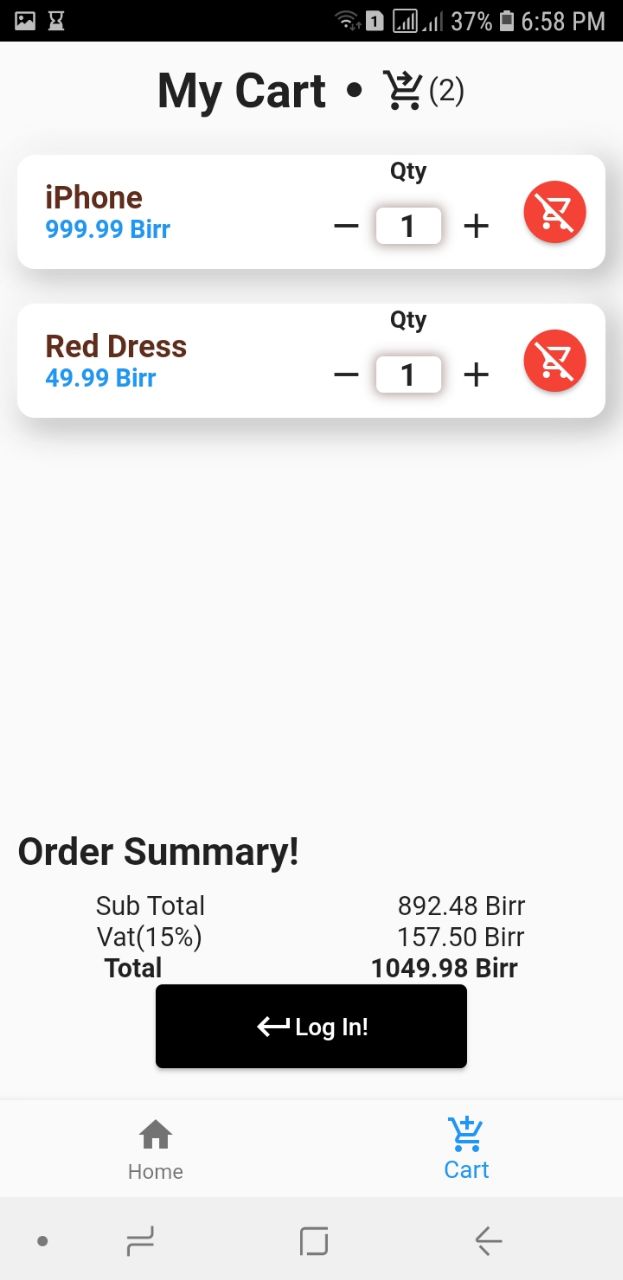 1 37% 6:58 PM
My Cart • (2)
Qty
iPhone
999.99 Birr
− 1 +
Qty
Red Dress
49.99 Birr
− 1 +
Order Summary!
Sub Total 892.48 Birr
Vat(15%) 157.50 Birr
Total 1049.98 Birr
Log In!
Home Cart